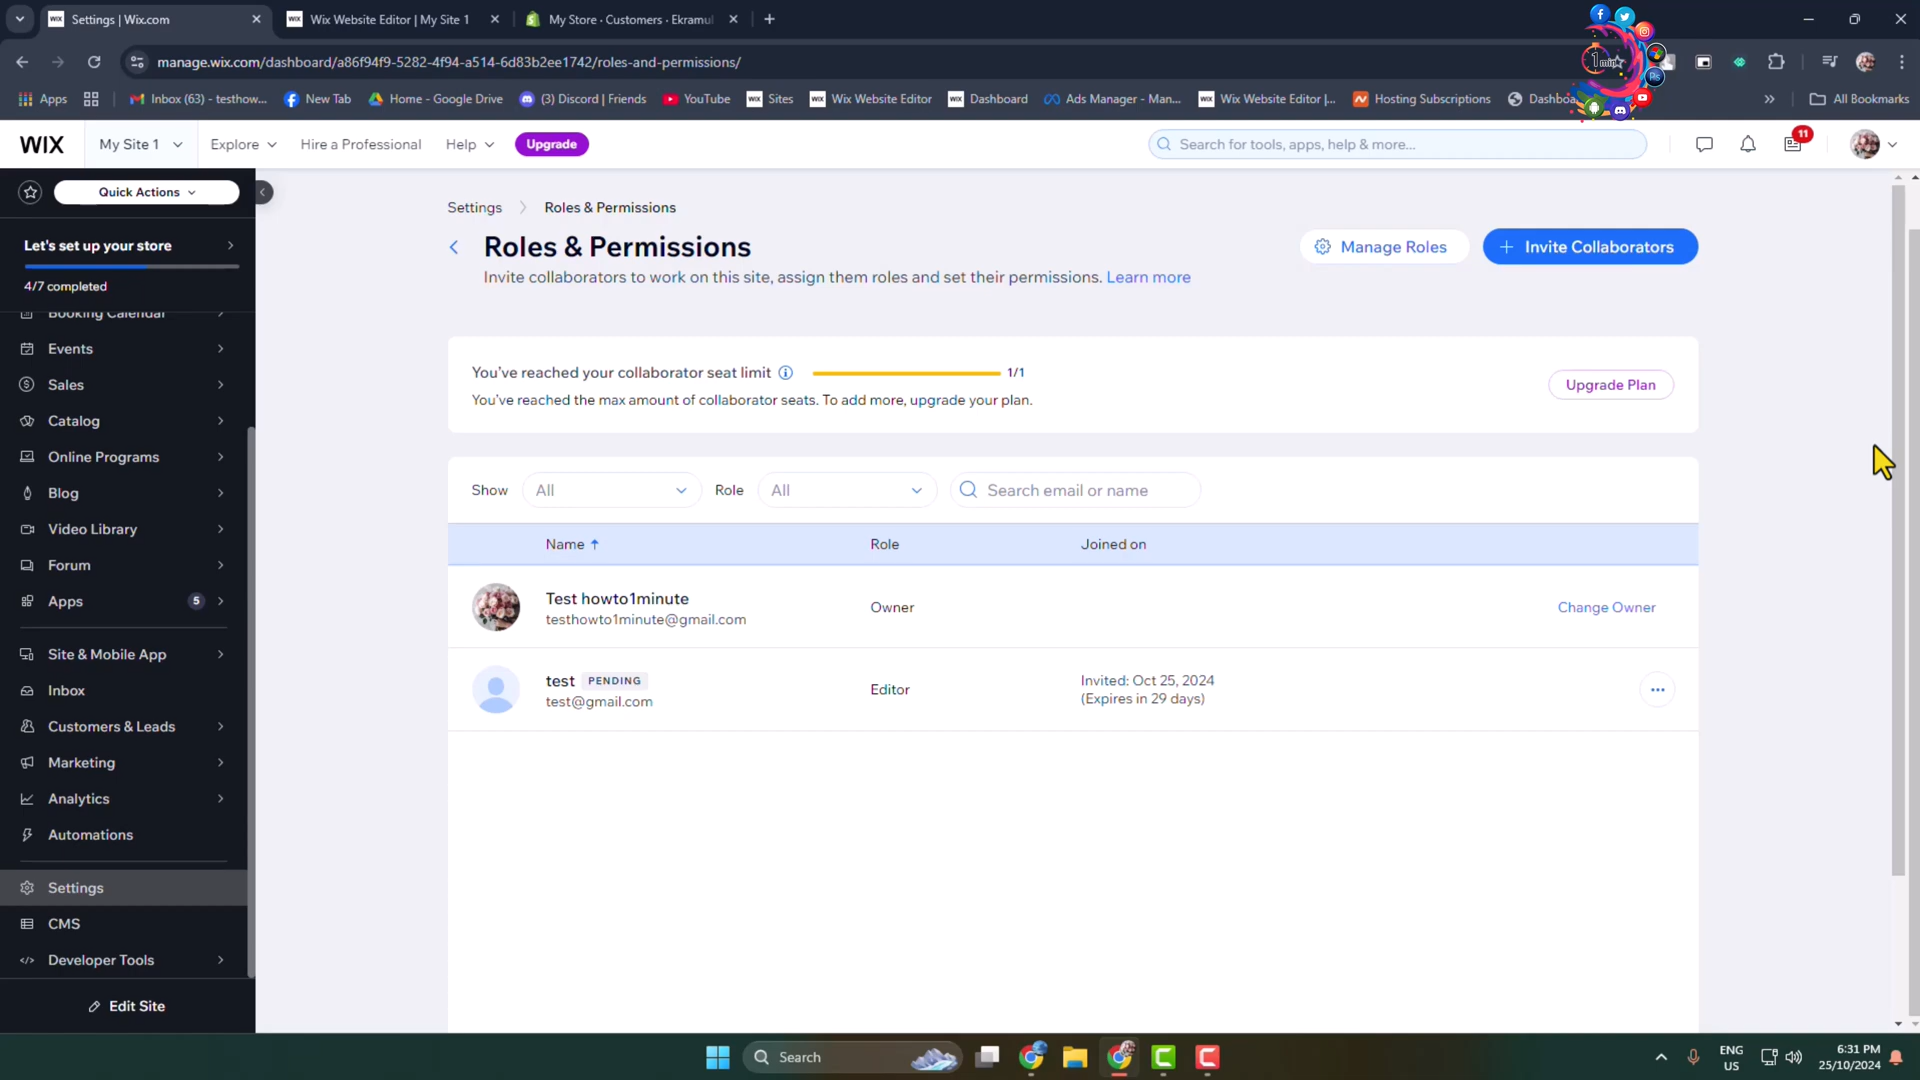 Settings | Wix.com
Wix Website Editor | My Site 1
My Store · Customers · Ekramul
manage.wix.com/dashboard/a86f94f9-5282-4f94-a514-6d83b2ee1742/roles-and-permissions/
1 min
Ps
Apps
Inbox (63) - testhow...
New Tab
Home - Google Drive
(3) Discord | Friends
YouTube
Sites
Wix Website Editor
Dashboard
Ads Manager - Man...
Wix Website Editor |...
Hosting Subscriptions
All Bookmarks
WIX
My Site 1
Explore
Hire a Professional
Help
Upgrade
Search for tools, apps, help & more...
11
Quick Actions
Let's set up your store
4/7 completed
Booking Calendar
Events
Sales
Catalog
Online Programs
Blog
Video Library
Forum
Apps 5
Site & Mobile App
Inbox
Customers & Leads
Marketing
Analytics
Automations
Settings
CMS
Developer Tools
Edit Site
Settings > Roles & Permissions
Roles & Permissions
Manage Roles
+ Invite Collaborators
Invite collaborators to work on this site, assign them roles and set their permissions. Learn more
You've reached your collaborator seat limit 1/1
You've reached the max amount of collaborator seats. To add more, upgrade your plan.
Upgrade Plan
Show All Role All Search email or name
Name Role Joined on
Test howto1minute
testhowto1minute@gmail.com
Owner
Change Owner
test PENDING
test@gmail.com
Editor
Invited: Oct 25, 2024
(Expires in 29 days)
Search
ENG
US
6:31 PM
25/10/2024